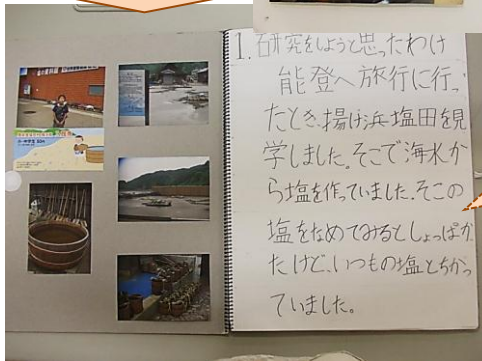 1. 研究をしようと思ったわけ
能登へ旅行に行っ
たとき、揚げ浜塩田を見
学しました。そこで海水か
ら塩を作っていました。そこの
塩をなめてみるとしょっぱか
たけど、いつもの塩とちがっ
ていました。